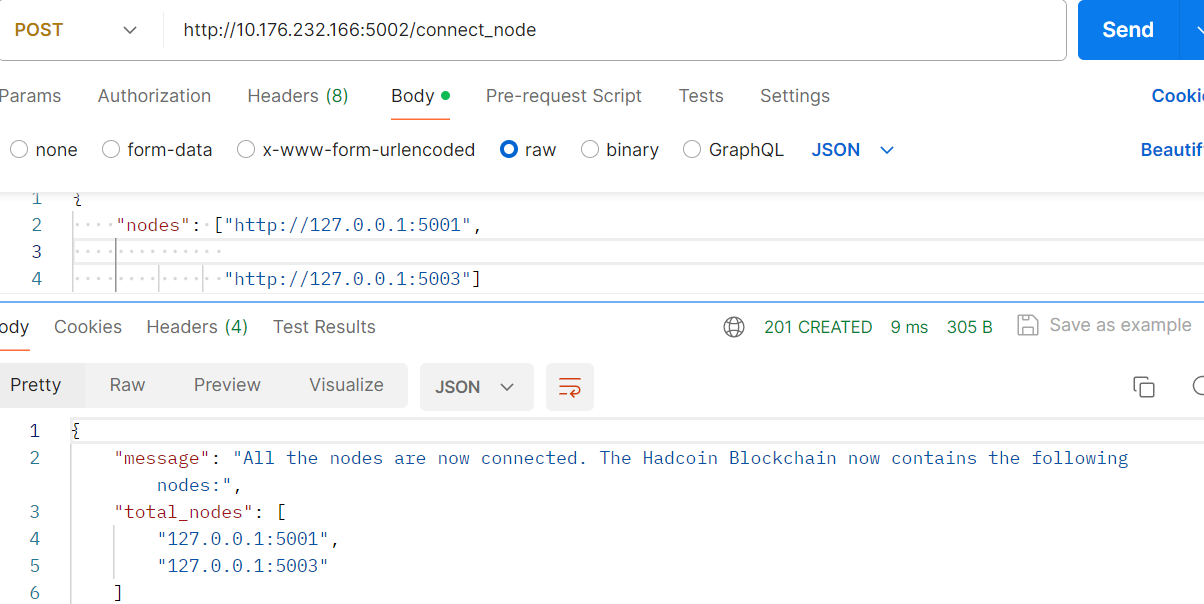 POST http://10.176.232.166:5002/connect_node Send
Params Authorization Headers (8) Body Pre-request Script Tests Settings Cookie
none form-data x-www-form-urlencoded raw binary GraphQL JSON Beautif
1 {
2 "nodes": ["http://127.0.0.1:5001",
3
4 "http://127.0.0.1:5003"]
ody Cookies Headers (4) Test Results 201 CREATED 9 ms 305 B Save as example
Pretty Raw Preview Visualize JSON
1 {
2 "message": "All the nodes are now connected. The Hadcoin Blockchain now contains the following
nodes:",
3 "total_nodes": [
4 "127.0.0.1:5001",
5 "127.0.0.1:5003"
6 ]